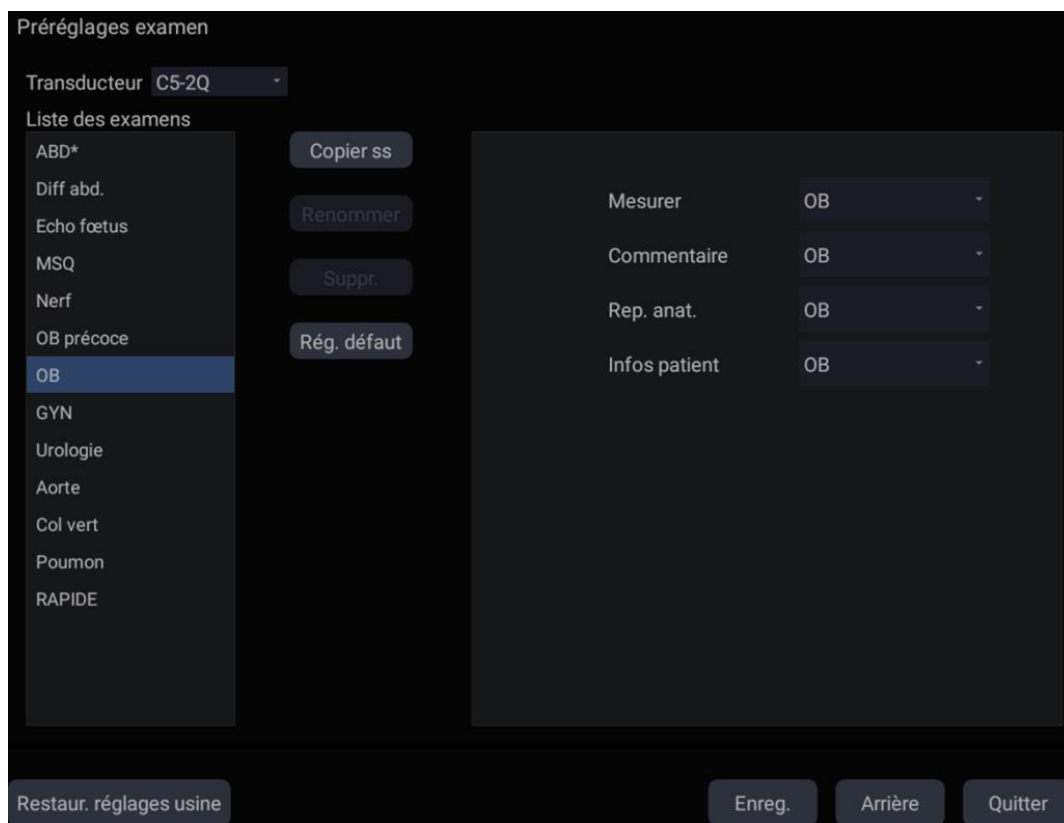 Préréglages examen
Transducteur C5-2Q
Liste des examens
ABD*
Diff abd.
Echo fœtus
MSQ
Nerf
OB précoce
OB
GYN
Urologie
Aorte
Col vert
Poumon
RAPIDE
Copier ss
Renommer
Suppr.
Rég. défaut
Mesurer OB
Commentaire OB
Rep. anat. OB
Infos patient OB
Restaur. réglages usine Enreg. Arrière Quitter